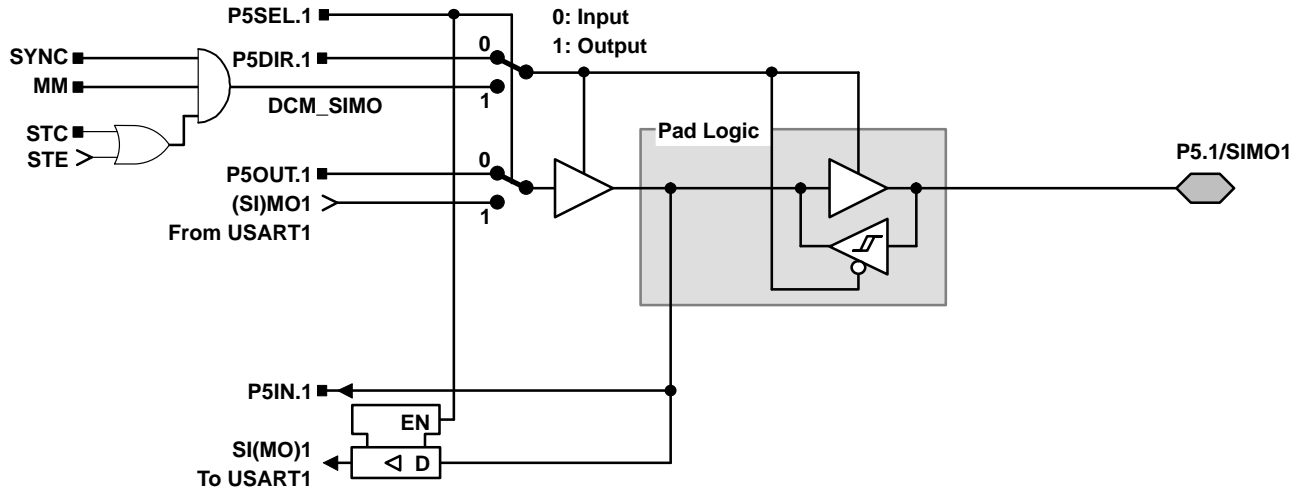 P5SEL.1
0: Input
1: Output
SYNC
P5DIR.1
0
MM
1
DCM_SIMO
STC
STE
Pad Logic
P5.1/SIMO1
P5OUT.1
0
(SI)MO1
1
From USART1
P5IN.1
EN
SI(MO)1
D
To USART1